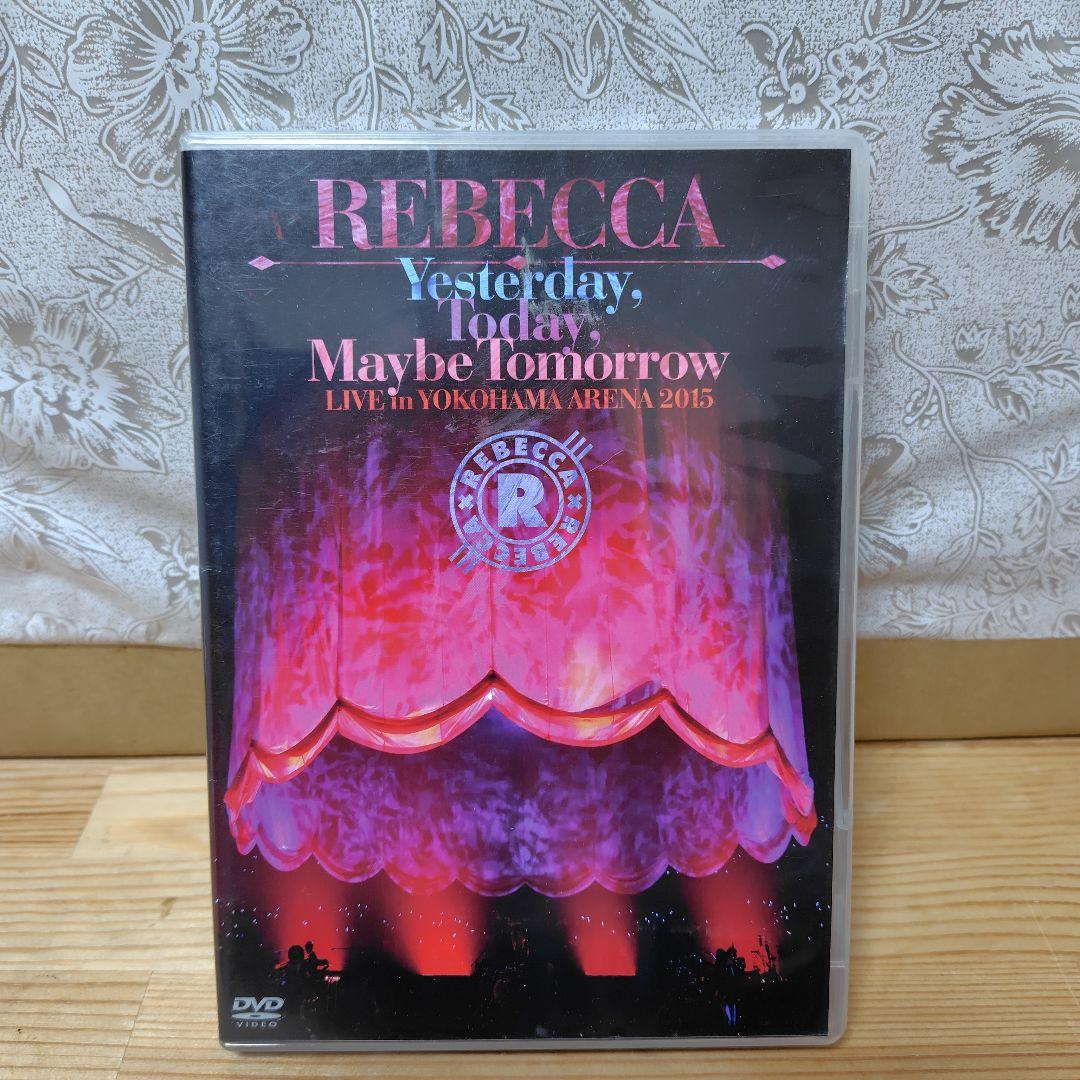 REBECCA
Yesterday,
Today,
Maybe Tomorrow
LIVE in YOKOHAMA ARENA 2015
REBECCA × REBECCA ×
R
DVD
VIDEO